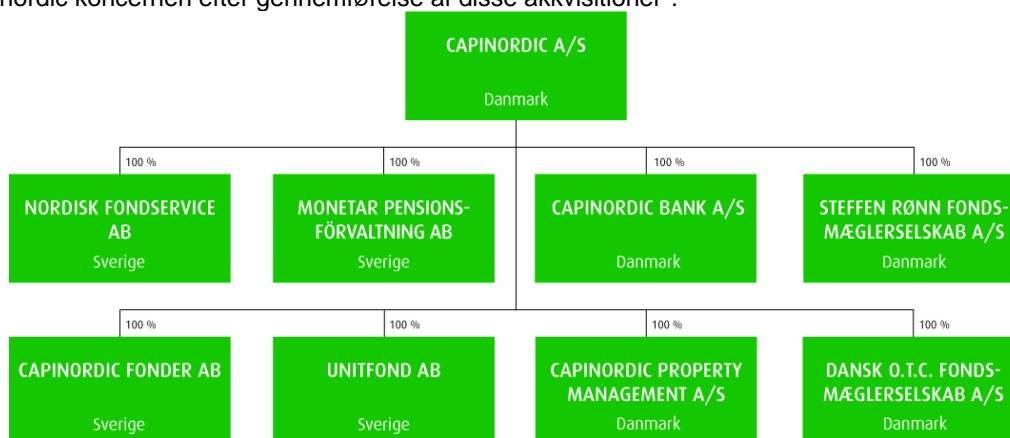 nordic koncernen efter gennemførelse af disse akkvisitioner .
CAPINORDIC A/S
Danmark
100 %
100 %
100 %
100 %
NORDISK FONDSERVICE
AB
Sverige
MONETAR PENSIONS-
FÖRVALTNING AB
Sverige
CAPINORDIC BANK A/S
Danmark
STEFFEN RØNN FONDS-
MÆGLERSELSKAB A/S
Danmark
100 %
100 %
100 %
100 %
CAPINORDIC FONDER AB
Sverige
UNITFOND AB
Sverige
CAPINORDIC PROPERTY
MANAGEMENT A/S
Danmark
DANSK O.T.C. FONDS-
MÆGLERSELSKAB A/S
Danmark